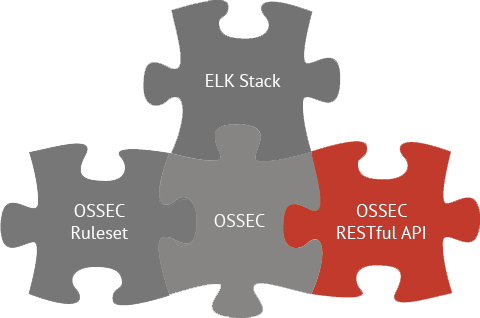 ELK Stack
OSSEC
Ruleset
OSSEC
OSSEC
RESTful API